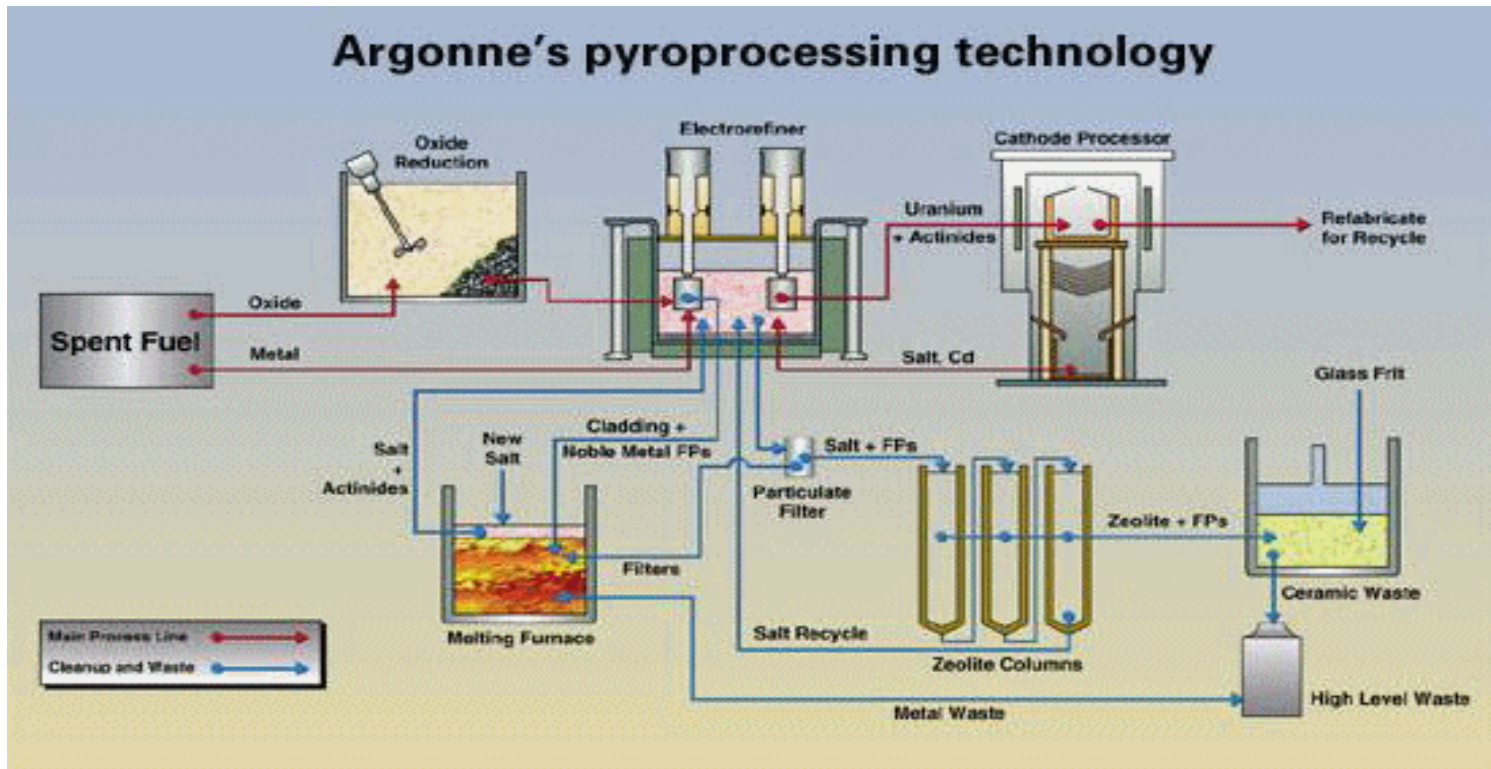 Argonne's pyroprocessing technology
Electrorefiner
Oxide
Reduction
Cathode Processor
Uranium
+ Actinides
Refabricate
for Recycle
Oxide
Spent Fuel
Metal
Salt, Cd
Glass Frit
Salt
+
Actinides
New
Salt
Cladding +
Noble Metal FPs
Salt + FPs
Particulate
Filter
Zeolite + FPs
Filters
Ceramic Waste
Melting Furnace
Salt Recycle
Zeolite Columns
Main Process Line
Cleanup and Waste
High Level Waste
Metal Waste